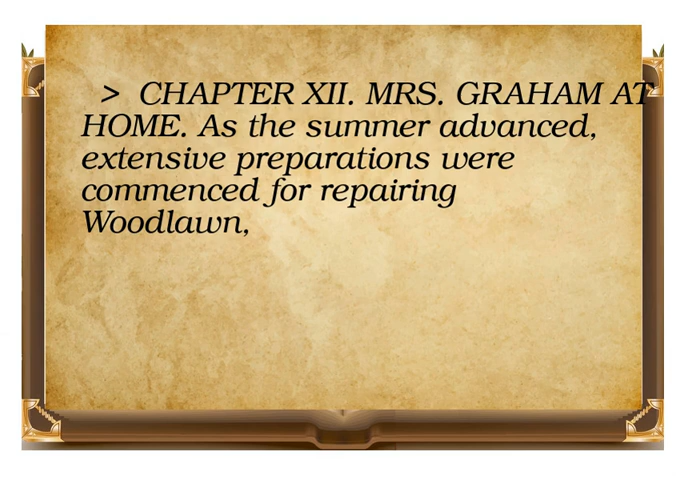 > CHAPTER XII. MRS. GRAHAM AT
HOME. As the summer advanced,
extensive preparations were
commenced for repairing
Woodlawn,